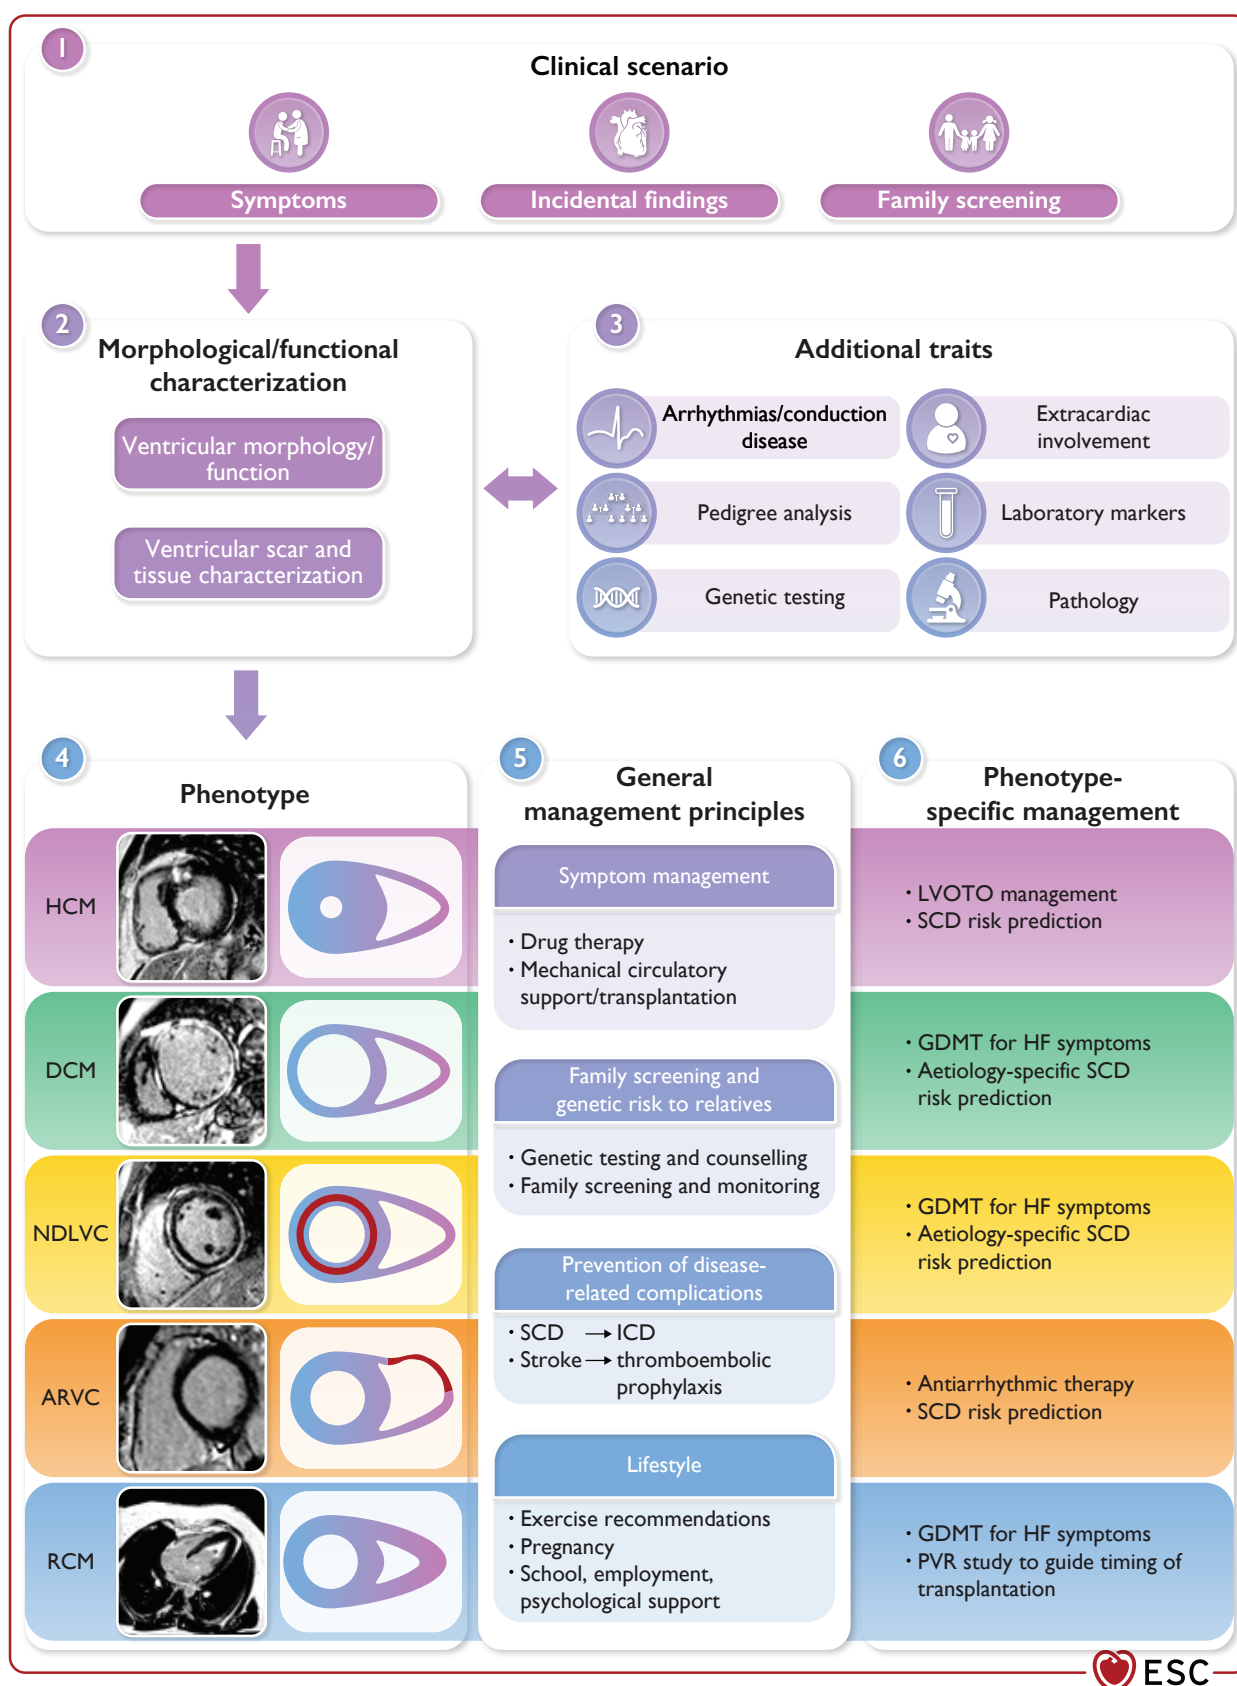 1
Clinical scenario
Symptoms
Incidental findings
Family screening
2
Morphological/functional
characterization
Ventricular morphology/
function
Ventricular scar and
tissue characterization
3
Additional traits
Arrhythmias/conduction
disease
Extracardiac
involvement
Pedigree analysis
Laboratory markers
Genetic testing
Pathology
4
Phenotype
HCM
DCM
NDLVC
ARVC
RCM
5
General
management principles
Symptom management
· Drug therapy
· Mechanical circulatory
support/transplantation
Family screening and
genetic risk to relatives
· Genetic testing and counselling
· Family screening and monitoring
Prevention of disease-
related complications
· SCD → ICD
· Stroke → thromboembolic
prophylaxis
Lifestyle
· Exercise recommendations
· Pregnancy
· School, employment,
psychological support
6
Phenotype-
specific management
· LVOTO management
· SCD risk prediction
· GDMT for HF symptoms
· Aetiology-specific SCD
risk prediction
· GDMT for HF symptoms
· Aetiology-specific SCD
risk prediction
· Antiarrhythmic therapy
· SCD risk prediction
· GDMT for HF symptoms
· PVR study to guide timing of
transplantation
ESC